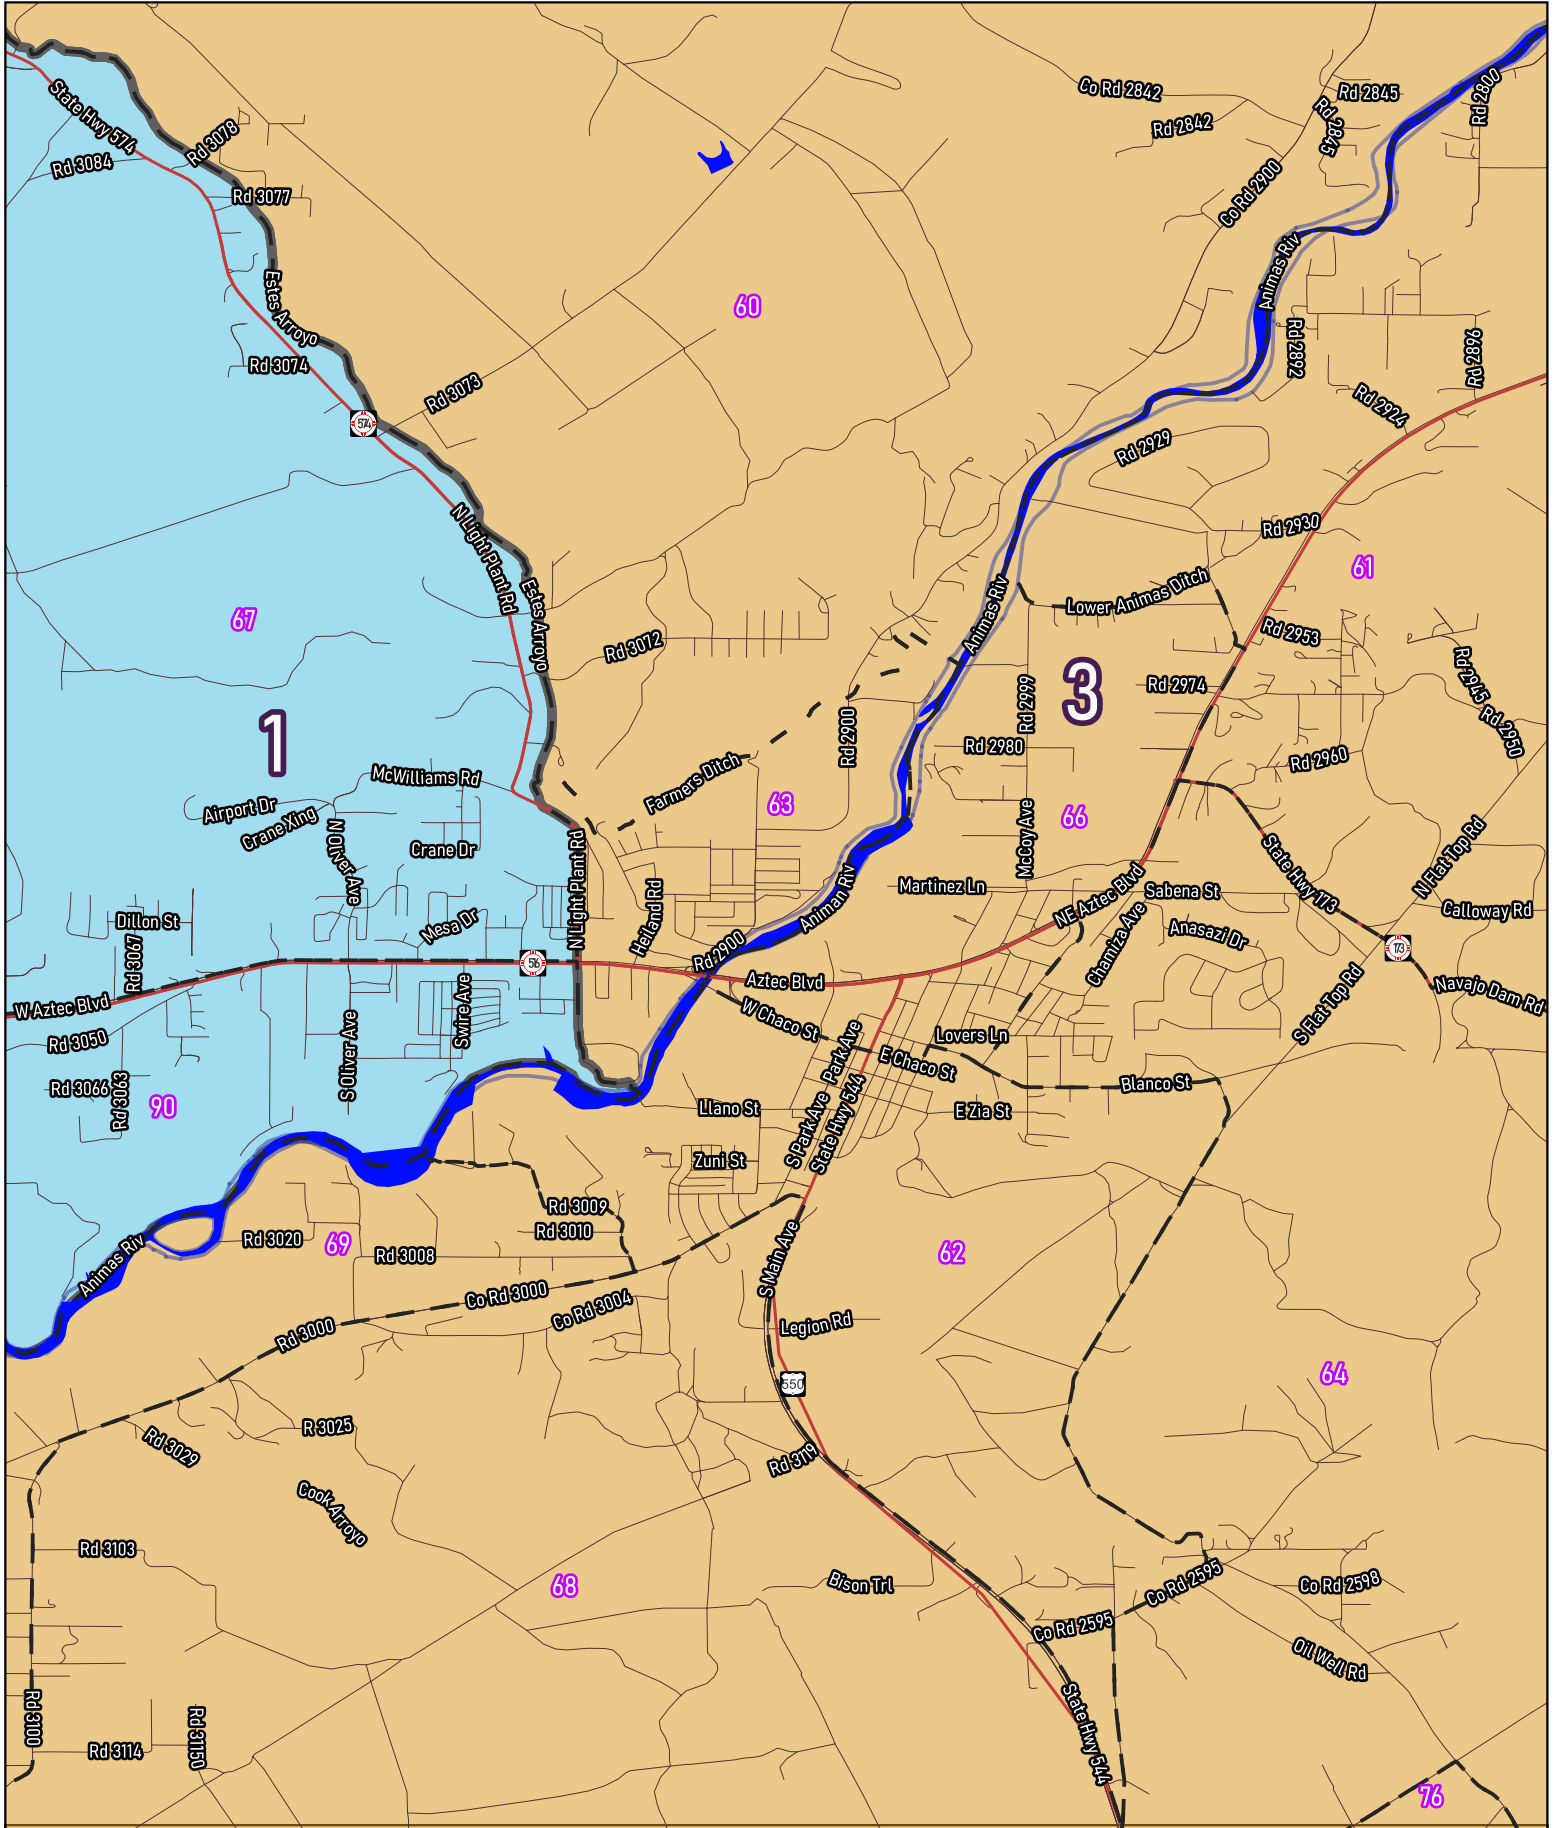 Rd 2800
Co Rd 2842
Rd 2845
State Hwy 574
Rd 2842
Rd 2845
Rd 3078
Rd 3084
Rd 3077
Co Rd 2900
Animas Riv
Estes Arroyo
60
Rd 2892
Rd 2896
Rd 3074
Rd 3073
Rd 2924
574
Rd 2929
N Light Plant Rd
Rd 2930
61
Estes Arroyo
Lower Animas Ditch
Animas Riv
67
Rd 3072
Rd 2953
3
Rd 2974
Rd 2945
Rd 2999
1
Rd 2900
Rd 2980
Rd 2950
Rd 2960
McWilliams Rd
Farmers Ditch
63
66
Airport Dr
Crane Xing
N Oliver Ave
Crane Dr
McCoy Ave
State Hwy 173
N Flat Top Rd
N Light Plant Rd
Martinez Ln
NE Aztec Blvd
Sabena St
Animan Riv
Dillon St
Mesa Dr
Heiland Rd
Calloway Rd
Chamiza Ave
Anasazi Dr
Rd 3067
516
Rd 2900
173
Aztec Blvd
W Aztec Blvd
Swire Ave
W Chaco St
S Flat Top Rd
Navajo Dam Rd
Rd 3050
S Oliver Ave
Park Ave
Lovers Ln
E Chaco St
Rd 3066
Rd 3063
90
Blanco St
Llano St
S Park Ave
State Hwy 544
E Zia St
Zuni St
Rd 3009
Rd 3010
Rd 3020
69
Rd 3008
62
Animas Riv
S Main Ave
Co Rd 3000
Co Rd 3004
Rd 3000
Legion Rd
550
64
R 3025
Rd 3029
Rd 3119
Cook Arroyo
Rd 3103
68
Bison Trl
Co Rd 2595
Co Rd 2598
Co Rd 2595
Oil Well Rd
Rd 3100
Rd 31150
State Hwy 544
Rd 3114
76